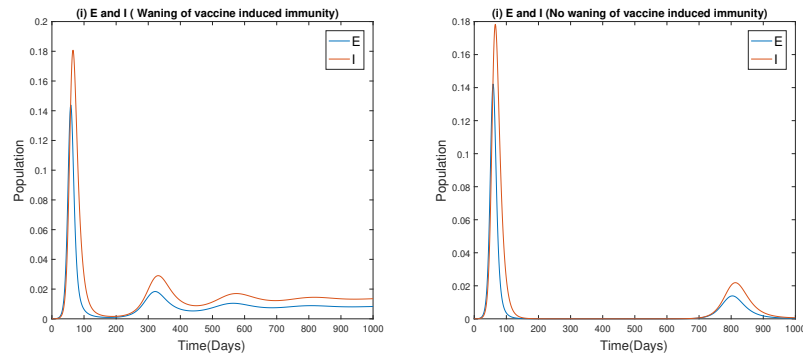 (i) E and I ( Waning of vaccine induced immunity)
0.2
0.18
0.16
0.14
0.12
0.1
0.08
0.06
0.04
0.02
0
Population
E
I
0 100 200 300 400 500 600 700 800 900 1000
Time(Days)
(i) E and I (No waning of vaccine induced immunity)
0.18
0.16
0.14
0.12
0.1
0.08
0.06
0.04
0.02
0
Population
E
I
0 100 200 300 400 500 600 700 800 900 1000
Time(Days)